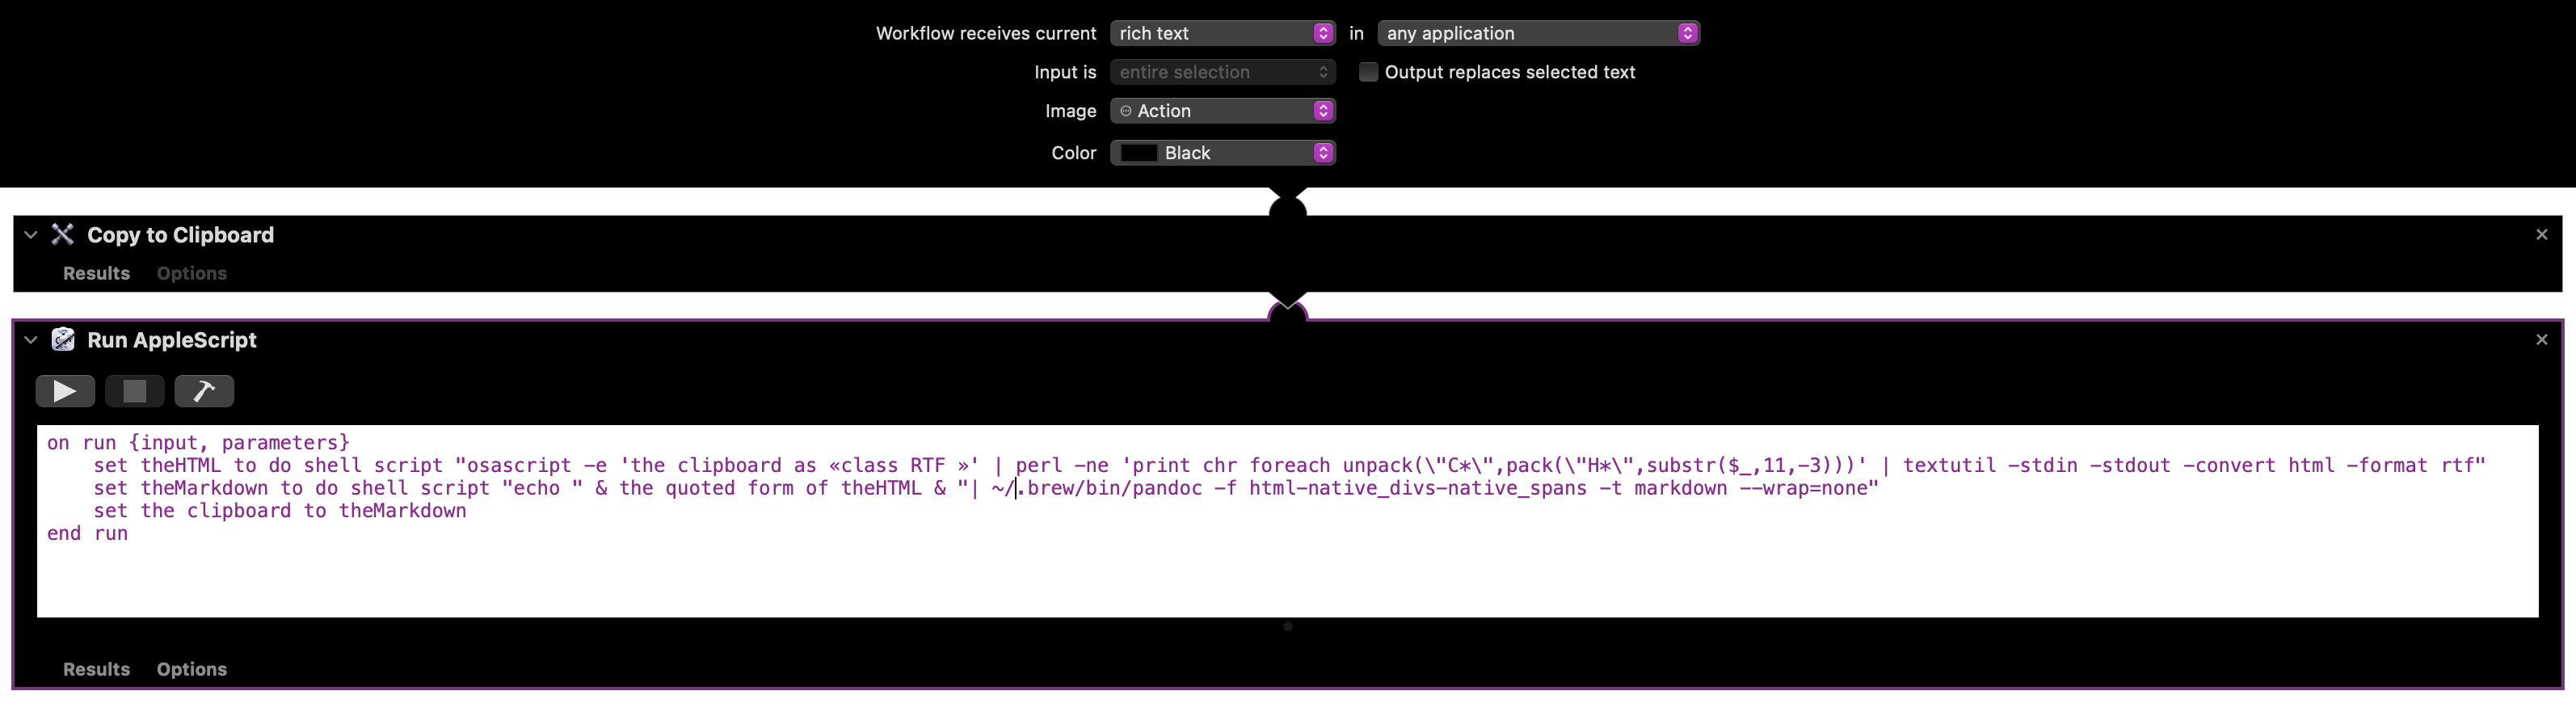 Workflow receives current rich text in any application
Input is entire selection Output replaces selected text
Image Action
Color Black
Copy to Clipboard
Results Options
Run AppleScript
on run {input, parameters}
    set theHTML to do shell script "osascript -e 'the clipboard as «class RTF »' | perl -ne 'print chr foreach unpack(\"C*\",pack(\"H*\",substr($_,11,-3)))' | textutil -stdin -stdout -convert html -format rtf"
    set theMarkdown to do shell script "echo " & the quoted form of theHTML & "| ~/.brew/bin/pandoc -f html-native_divs-native_spans -t markdown --wrap=none"
    set the clipboard to theMarkdown
end run
Results Options